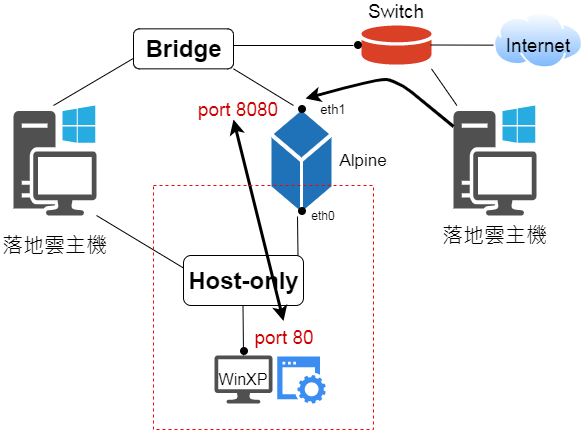 Switch
Bridge
Internet
port 8080
eth1
Alpine
落地雲主機
eth0
落地雲主機
Host-only
port 80
WinXP